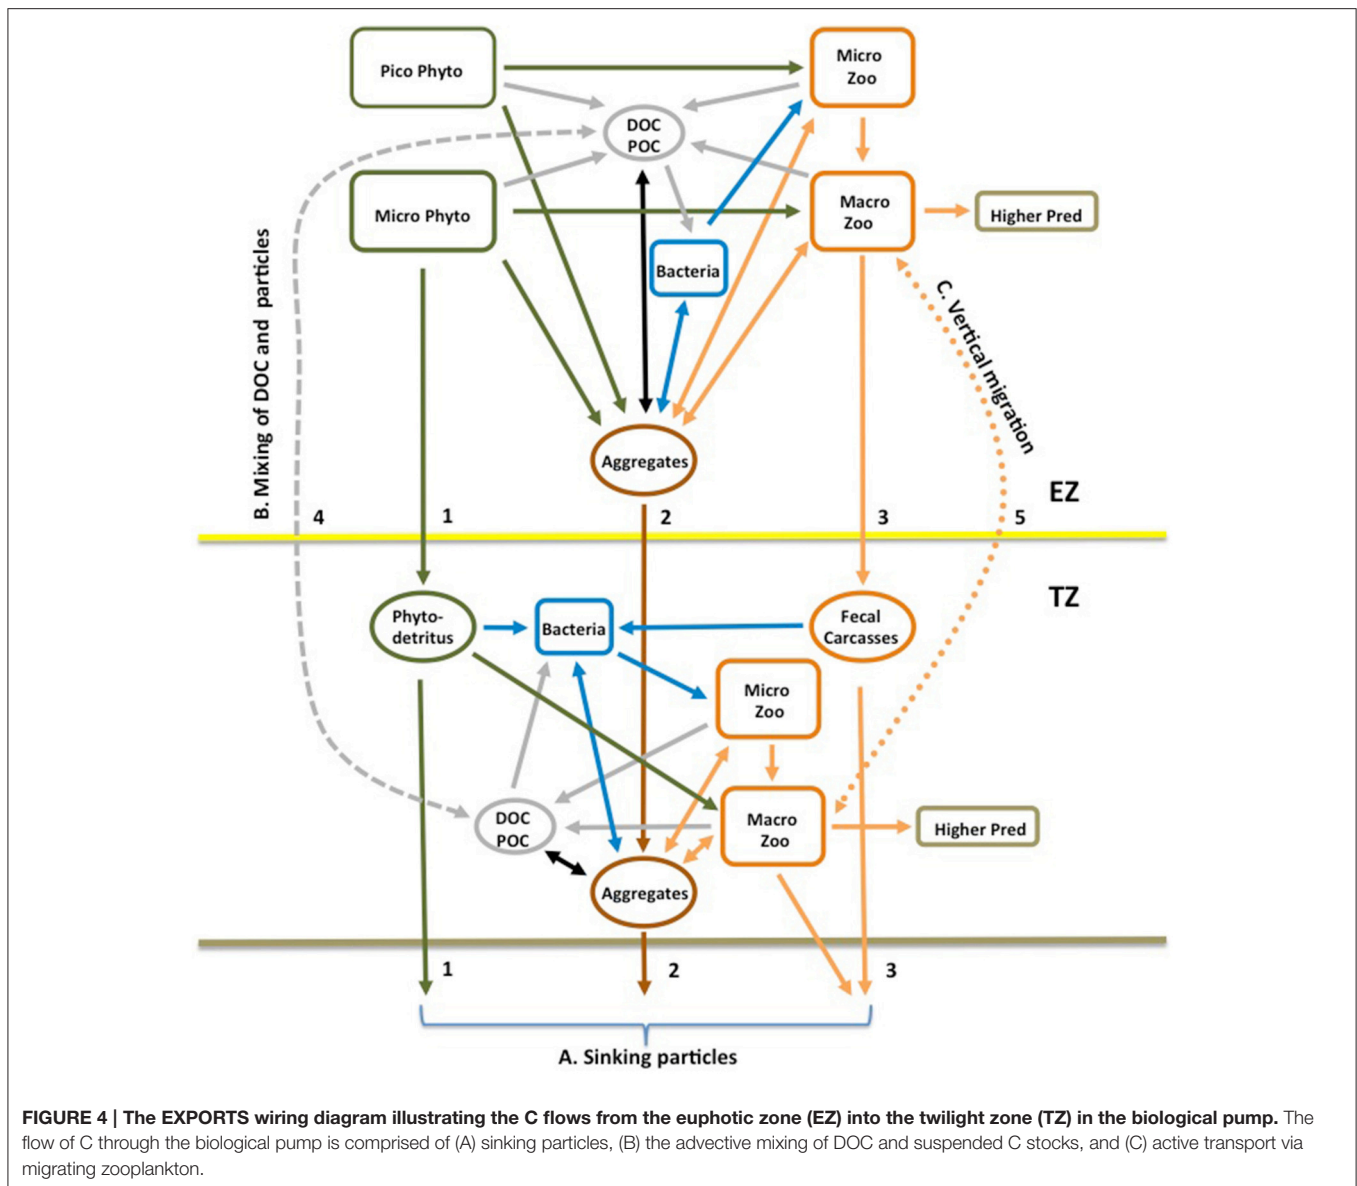 Pico Phyto
Micro
Zoo
DOC
POC
Micro Phyto
Macro
Zoo
Higher Pred
Bacteria
B. Mixing of DOC and particles
C. Vertical migration
Aggregates
EZ
4
1
2
3
5
TZ
Phyto-
detritus
Bacteria
Fecal
Carcasses
Micro
Zoo
DOC
POC
Macro
Zoo
Higher Pred
Aggregates
1
2
3
A. Sinking particles
FIGURE 4 | The EXPORTS wiring diagram illustrating the C flows from the euphotic zone (EZ) into the twilight zone (TZ) in the biological pump. The
flow of C through the biological pump is comprised of (A) sinking particles, (B) the advective mixing of DOC and suspended C stocks, and (C) active transport via
migrating zooplankton.